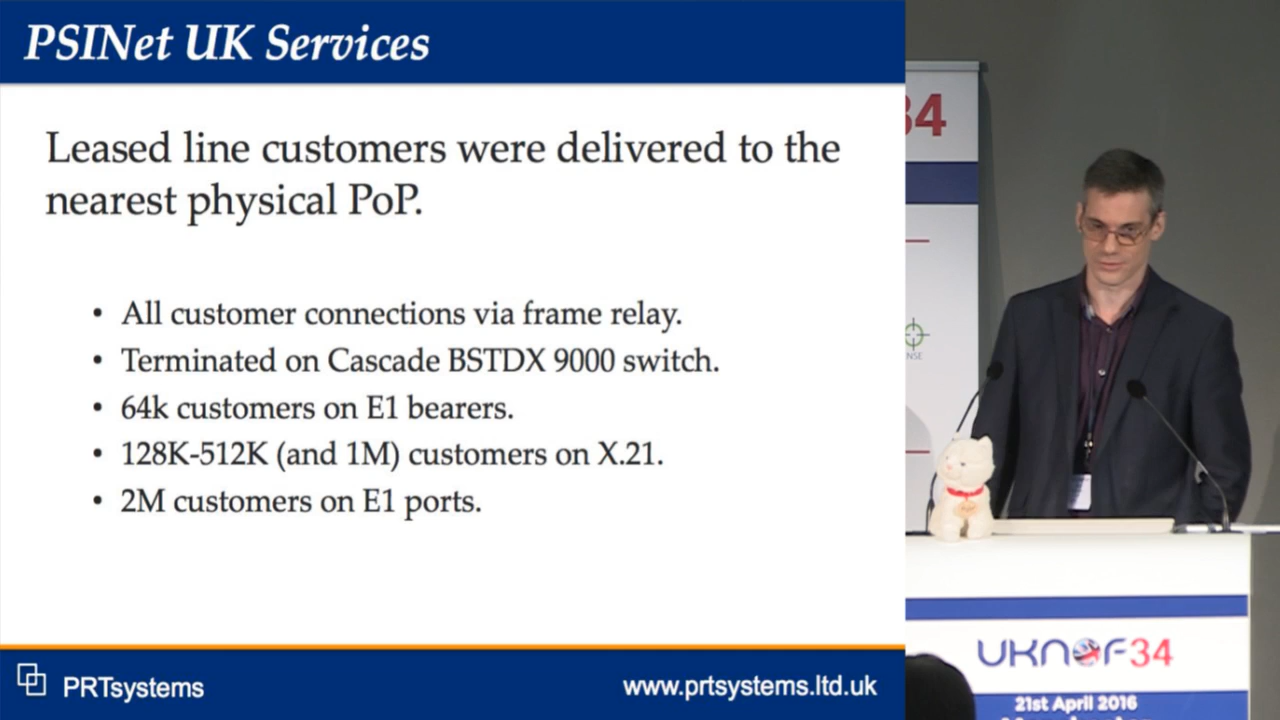 PSINet UK Services
Leased line customers were delivered to the
nearest physical PoP.
• All customer connections via frame relay.
• Terminated on Cascade BSTDX 9000 switch.
• 64k customers on E1 bearers.
• 128K-512K (and 1M) customers on X.21.
• 2M customers on E1 ports.
PRTsystems
www.prtsystems.ltd.uk
34
NSE
UKNOF34
21st April 2016